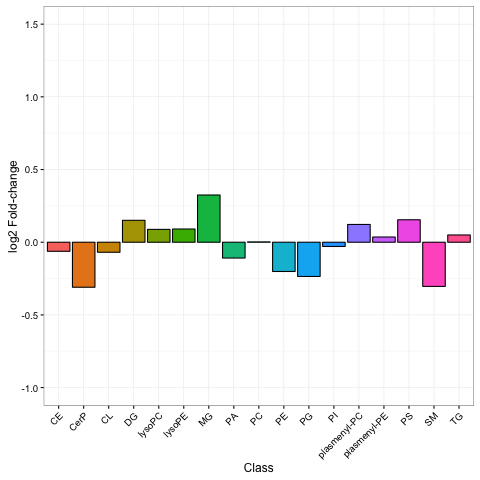 1.5
1.0
0.5
0.0
-0.5
-1.0
log2 Fold-change
CE
CerP
CL
DG
lysoPC
lysoPE
MG
PA
PC
PE
PG
PI
plasmenyl-PC
plasmenyl-PE
PS
SM
TG
Class